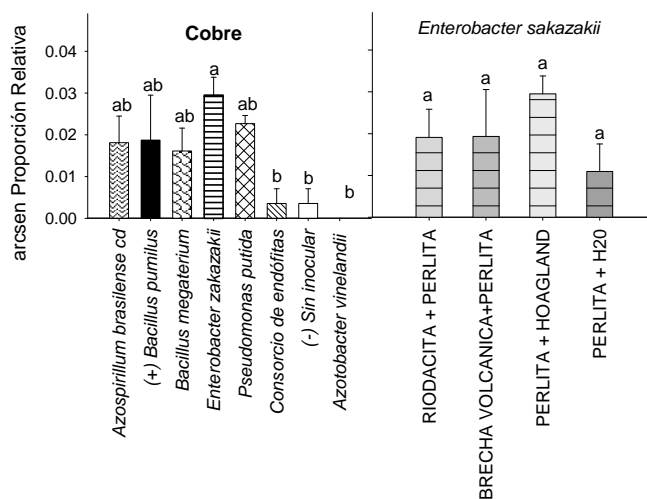 Cobre
Enterobacter sakazakii
arcsen Proporción Relativa
0.04
0.03
0.02
0.01
0.00
ab
ab
ab
a
ab
b
b
b
a
a
a
a
Azospirillum brasilense cd
(+) Bacillus pumilus
Bacillus megaterium
Enterobacter zakazakii
Pseudomonas putida
Consorcio de endófitas
(-) Sin inocular
Azotobacter vinelandii
RIODACITA + PERLITA
BRECHA VOLCANICA+PERLITA
PERLITA + HOAGLAND
PERLITA + H20